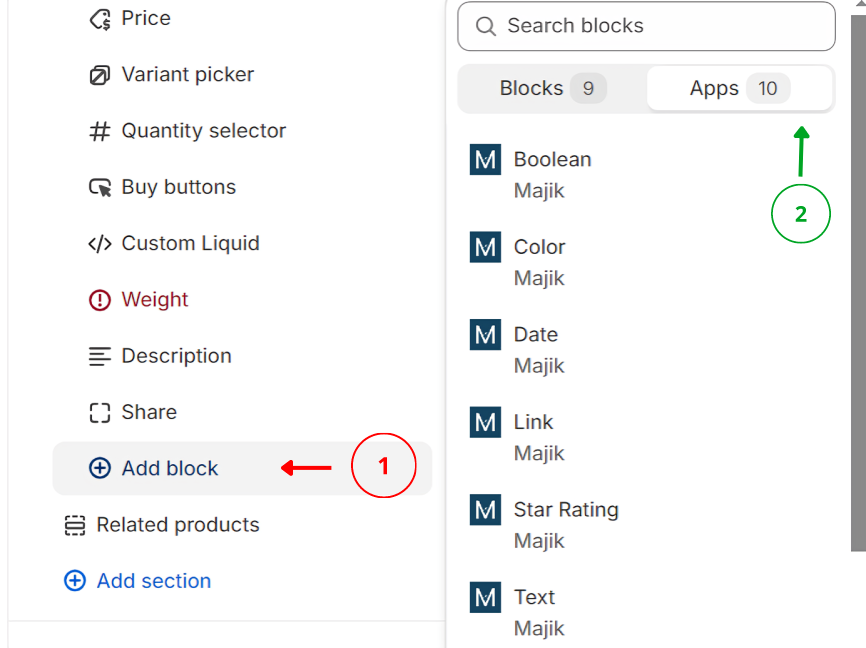 Price
Variant picker
Quantity selector
Buy buttons
Custom Liquid
Weight
Description
Share
Add block
1
Related products
Add section
Search blocks
Blocks 9
Apps 10
2
M Boolean
Majik
M Color
Majik
M Date
Majik
M Link
Majik
M Star Rating
Majik
M Text
Majik